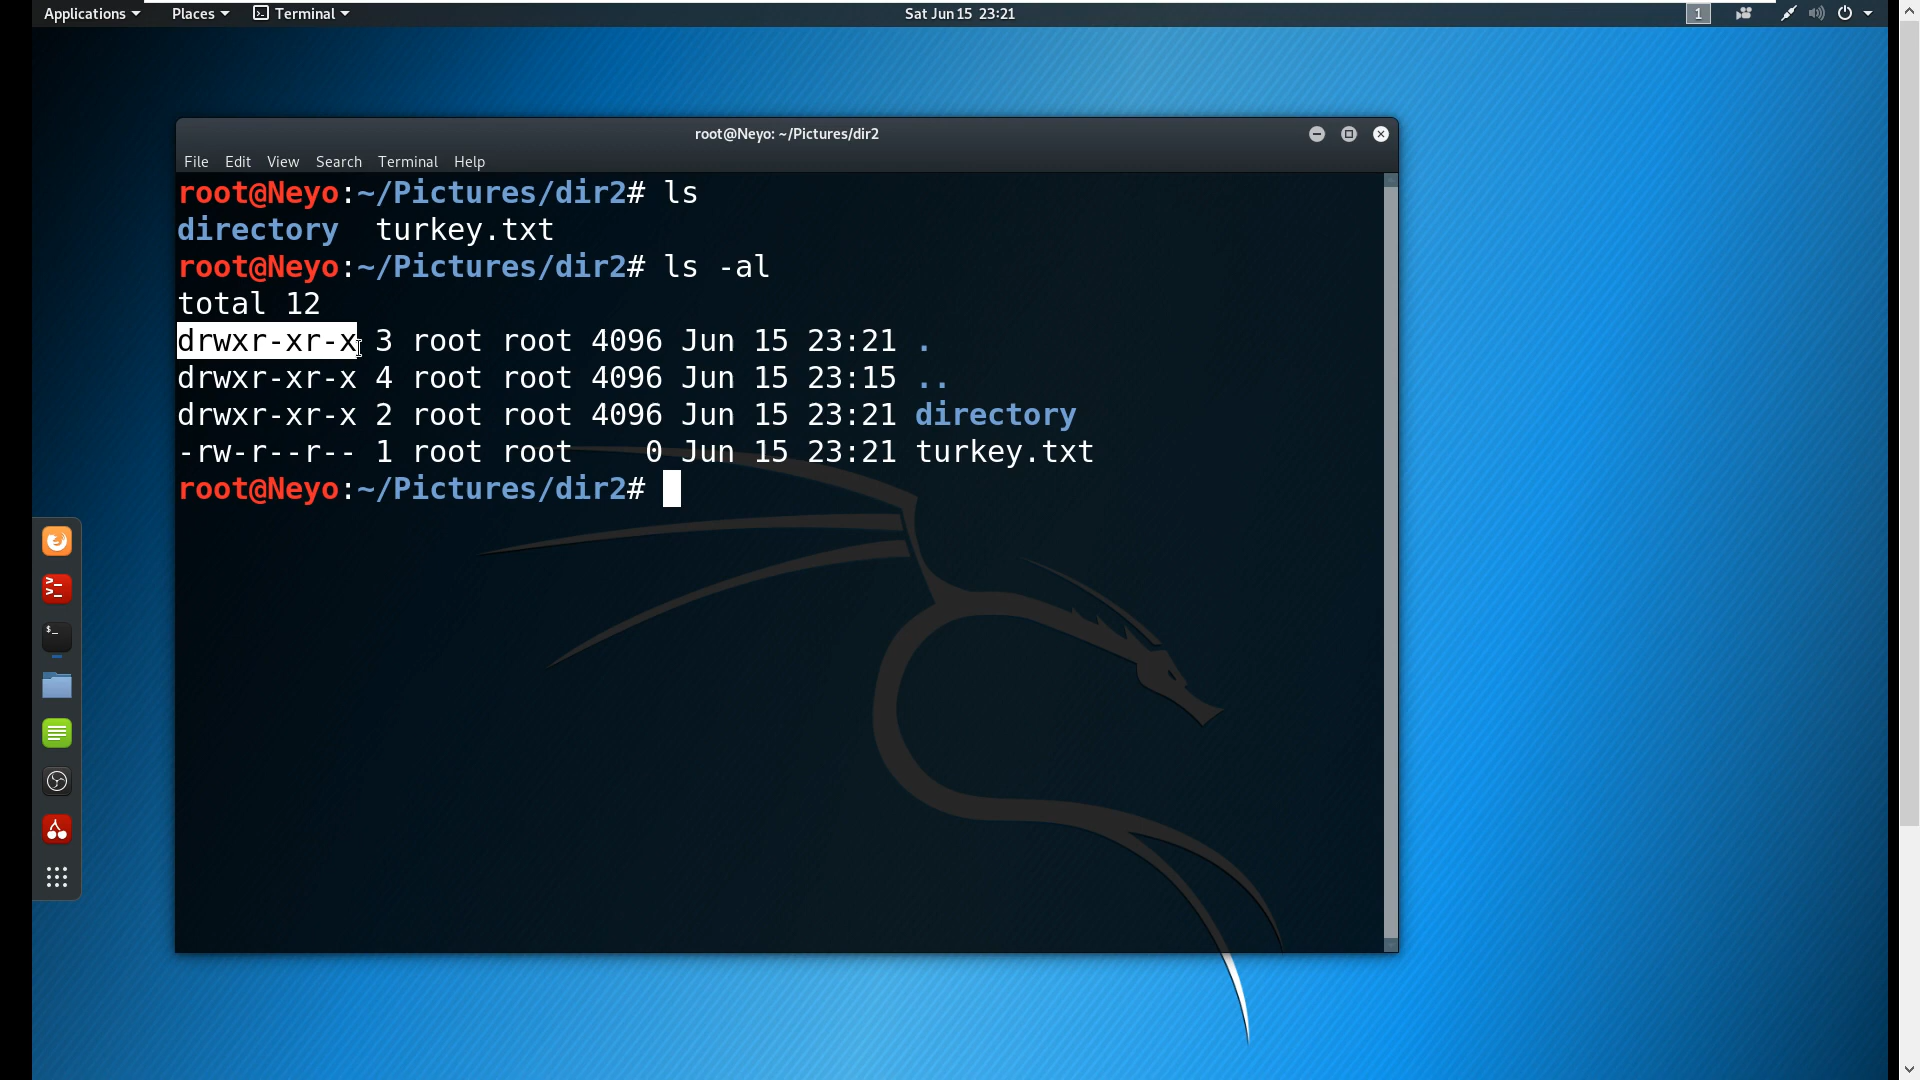 Applications Places Terminal Sat Jun 15 23:21 1
root@Neyo: ~/Pictures/dir2
File Edit View Search Terminal Help
root@Neyo:~/Pictures/dir2# ls
directory  turkey.txt
root@Neyo:~/Pictures/dir2# ls -al
total 12
drwxr-xr-x 3 root root 4096 Jun 15 23:21 .
drwxr-xr-x 4 root root 4096 Jun 15 23:15 ..
drwxr-xr-x 2 root root 4096 Jun 15 23:21 directory
-rw-r--r-- 1 root root    0 Jun 15 23:21 turkey.txt
root@Neyo:~/Pictures/dir2#